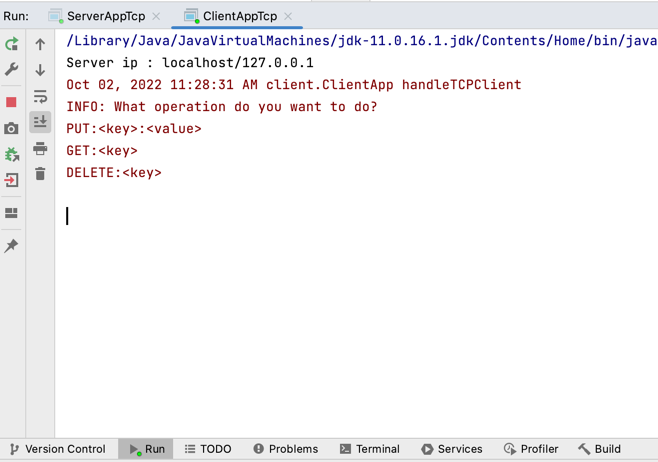 Run: ServerAppTcp ClientAppTcp
/Library/Java/JavaVirtualMachines/jdk-11.0.16.1.jdk/Contents/Home/bin/java
Server ip : localhost/127.0.0.1
Oct 02, 2022 11:28:31 AM client.ClientApp handleTCPClient
INFO: What operation do you want to do?
PUT:<key>:<value>
GET:<key>
DELETE:<key>
Version Control Run TODO Problems Terminal Services Profiler Build